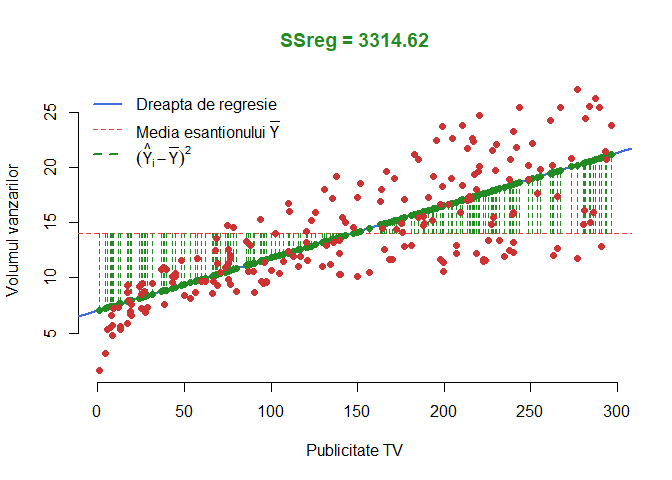 SSreg = 3314.62
Dreapta de regresie
Media esantionului Y̅
(Ŷᵢ – Y̅)²
Volumul vanzarilor
25
20
15
10
5
0 50 100 150 200 250 300
Publicitate TV